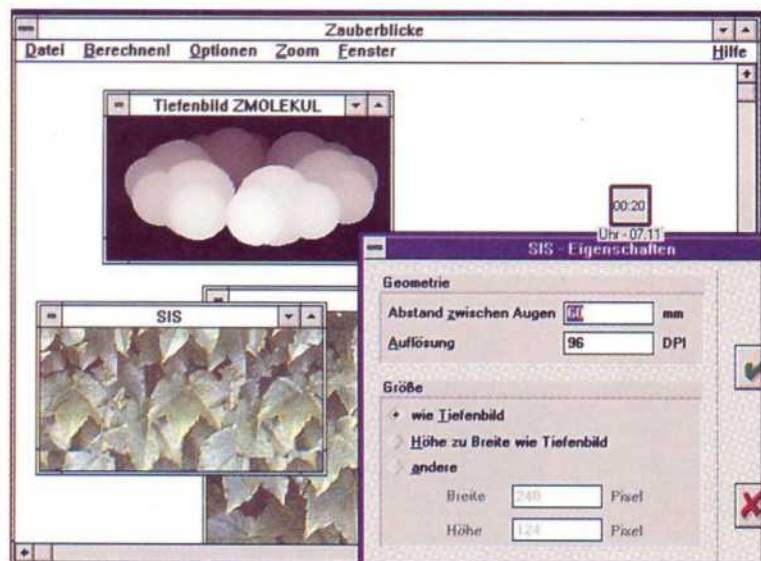 Zauberblicke
Datei Berechnen! Optionen Zoom Fenster Hilfe
Tiefenbild ZMOLEKUL
00:20
Uhr - 07.11
SIS - Eigenschaften
Geometrie
Abstand zwischen Augen 60 mm
Auflösung 96 DPI
SIS
Größe
wie Tiefenbild
Höhe zu Breite wie Tiefenbild
andere
Breite 248 Pixel
Höhe 124 Pixel